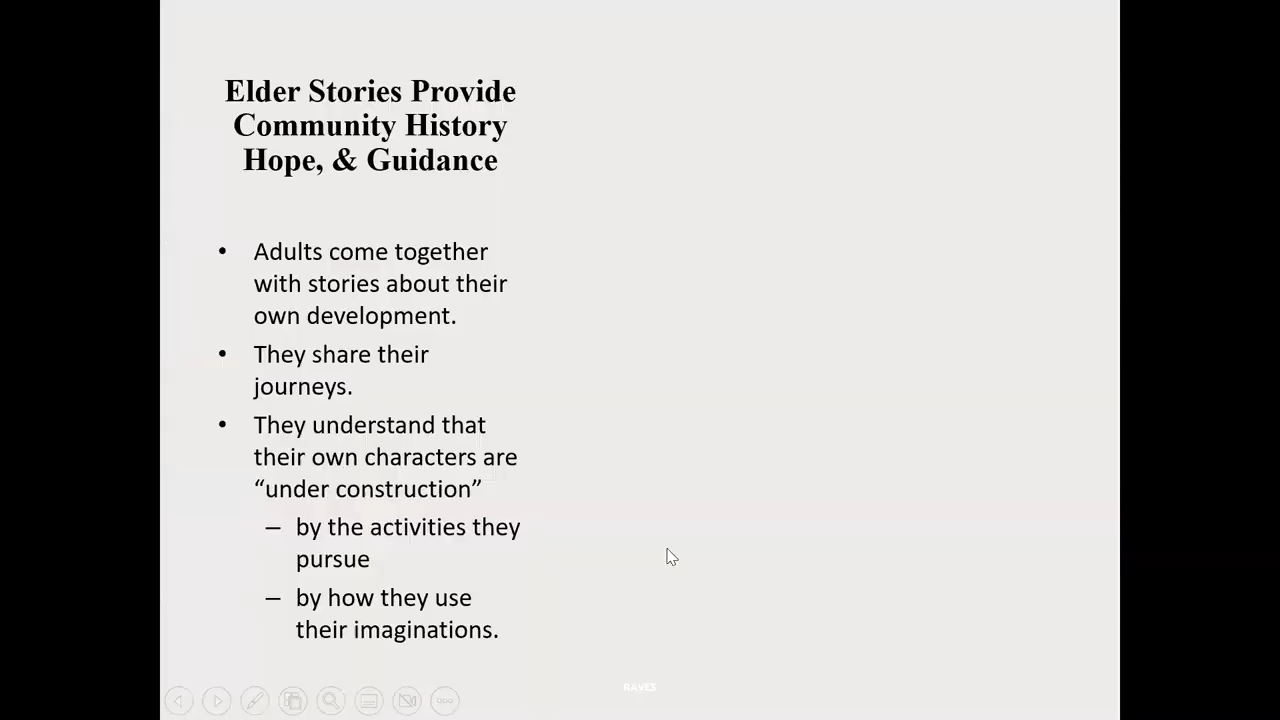 Elder Stories Provide
Community History
Hope, & Guidance
• Adults come together
with stories about their
own development.
• They share their
journeys.
• They understand that
their own characters are
“under construction”
– by the activities they
pursue
– by how they use
their imaginations.
RAVES